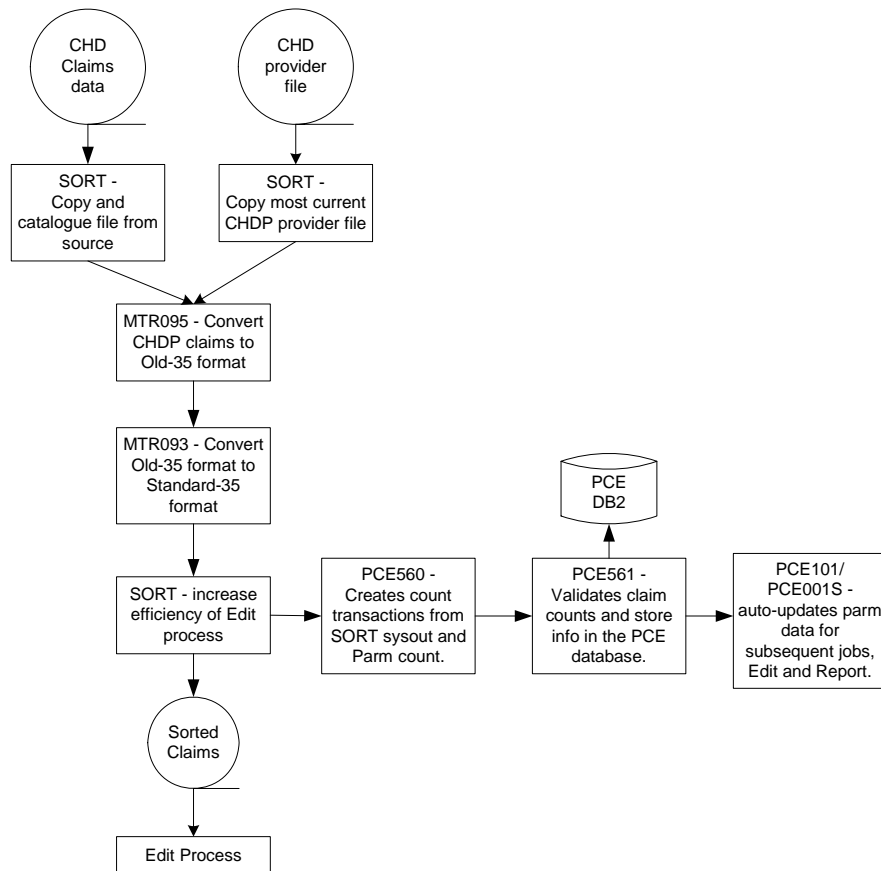 CHD
Claims
data
CHD
provider
file
SORT -
Copy and
catalogue file from
source
SORT -
Copy most current
CHDP provider file
MTR095 - Convert
CHDP claims to
Old-35 format
MTR093 - Convert
Old-35 format to
Standard-35
format
PCE
DB2
SORT - increase
efficiency of Edit
process
PCE560 -
Creates count
transactions from
SORT sysout and
Parm count.
PCE561 -
Validates claim
counts and store
info in the PCE
database.
PCE101/
PCE001S -
auto-updates parm
data for
subsequent jobs,
Edit and Report.
Sorted
Claims
Edit Process